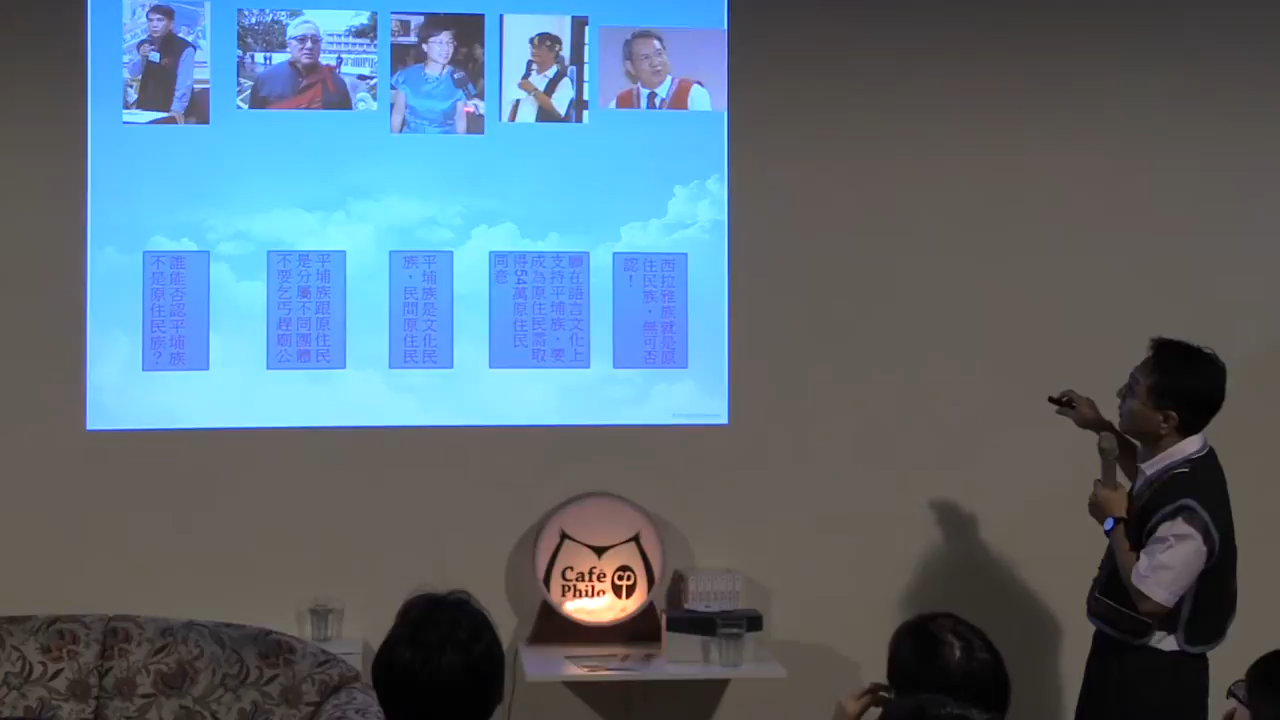 誰能否認平埔族
不是原住民族？
平埔族跟原住民
是分屬不同團體
不要乞丐趕廟公
平埔族是文化民
族，民間原住民
願在語言文化上
支持平埔族，要
成為原住民需取
得54萬原住民
同意
西拉雅族就是原
住民族，無可否
認！
Café
Philo